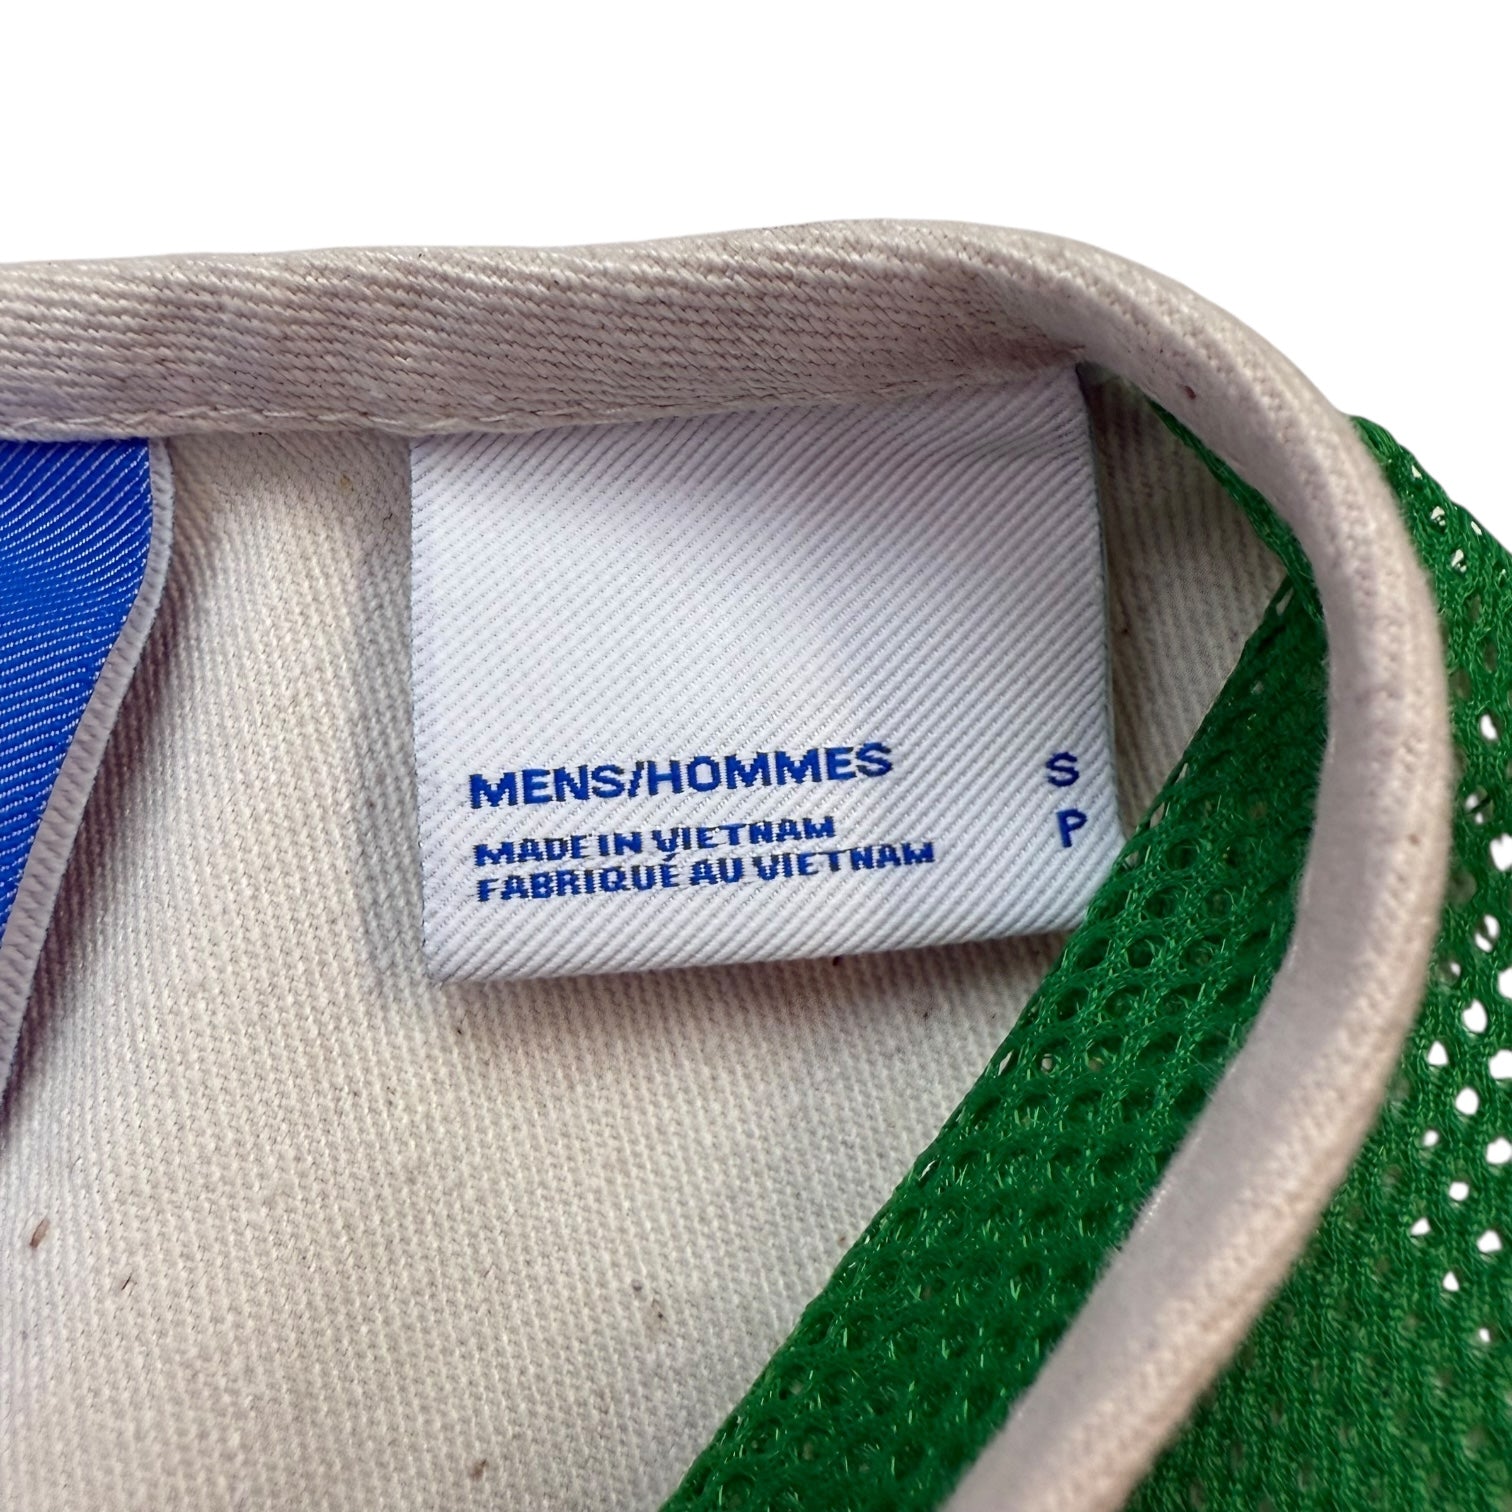 MENS/HOMMES S
MADE IN VIETNAM P
FABRIQUÉ AU VIETNAM